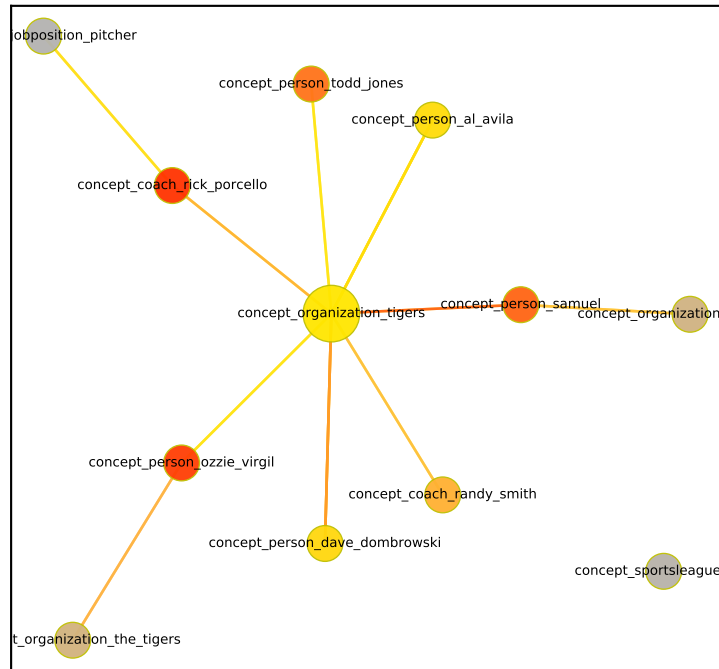 jobposition_pitcher
concept_person_todd_jones
concept_person_al_avila
concept_coach_rick_porcello
concept_person_samuel
concept_organization_tigers
concept_organization
concept_person_ozzie_virgil
concept_coach_randy_smith
concept_person_dave_dombrowski
concept_sportsleague
t_organization_the_tigers